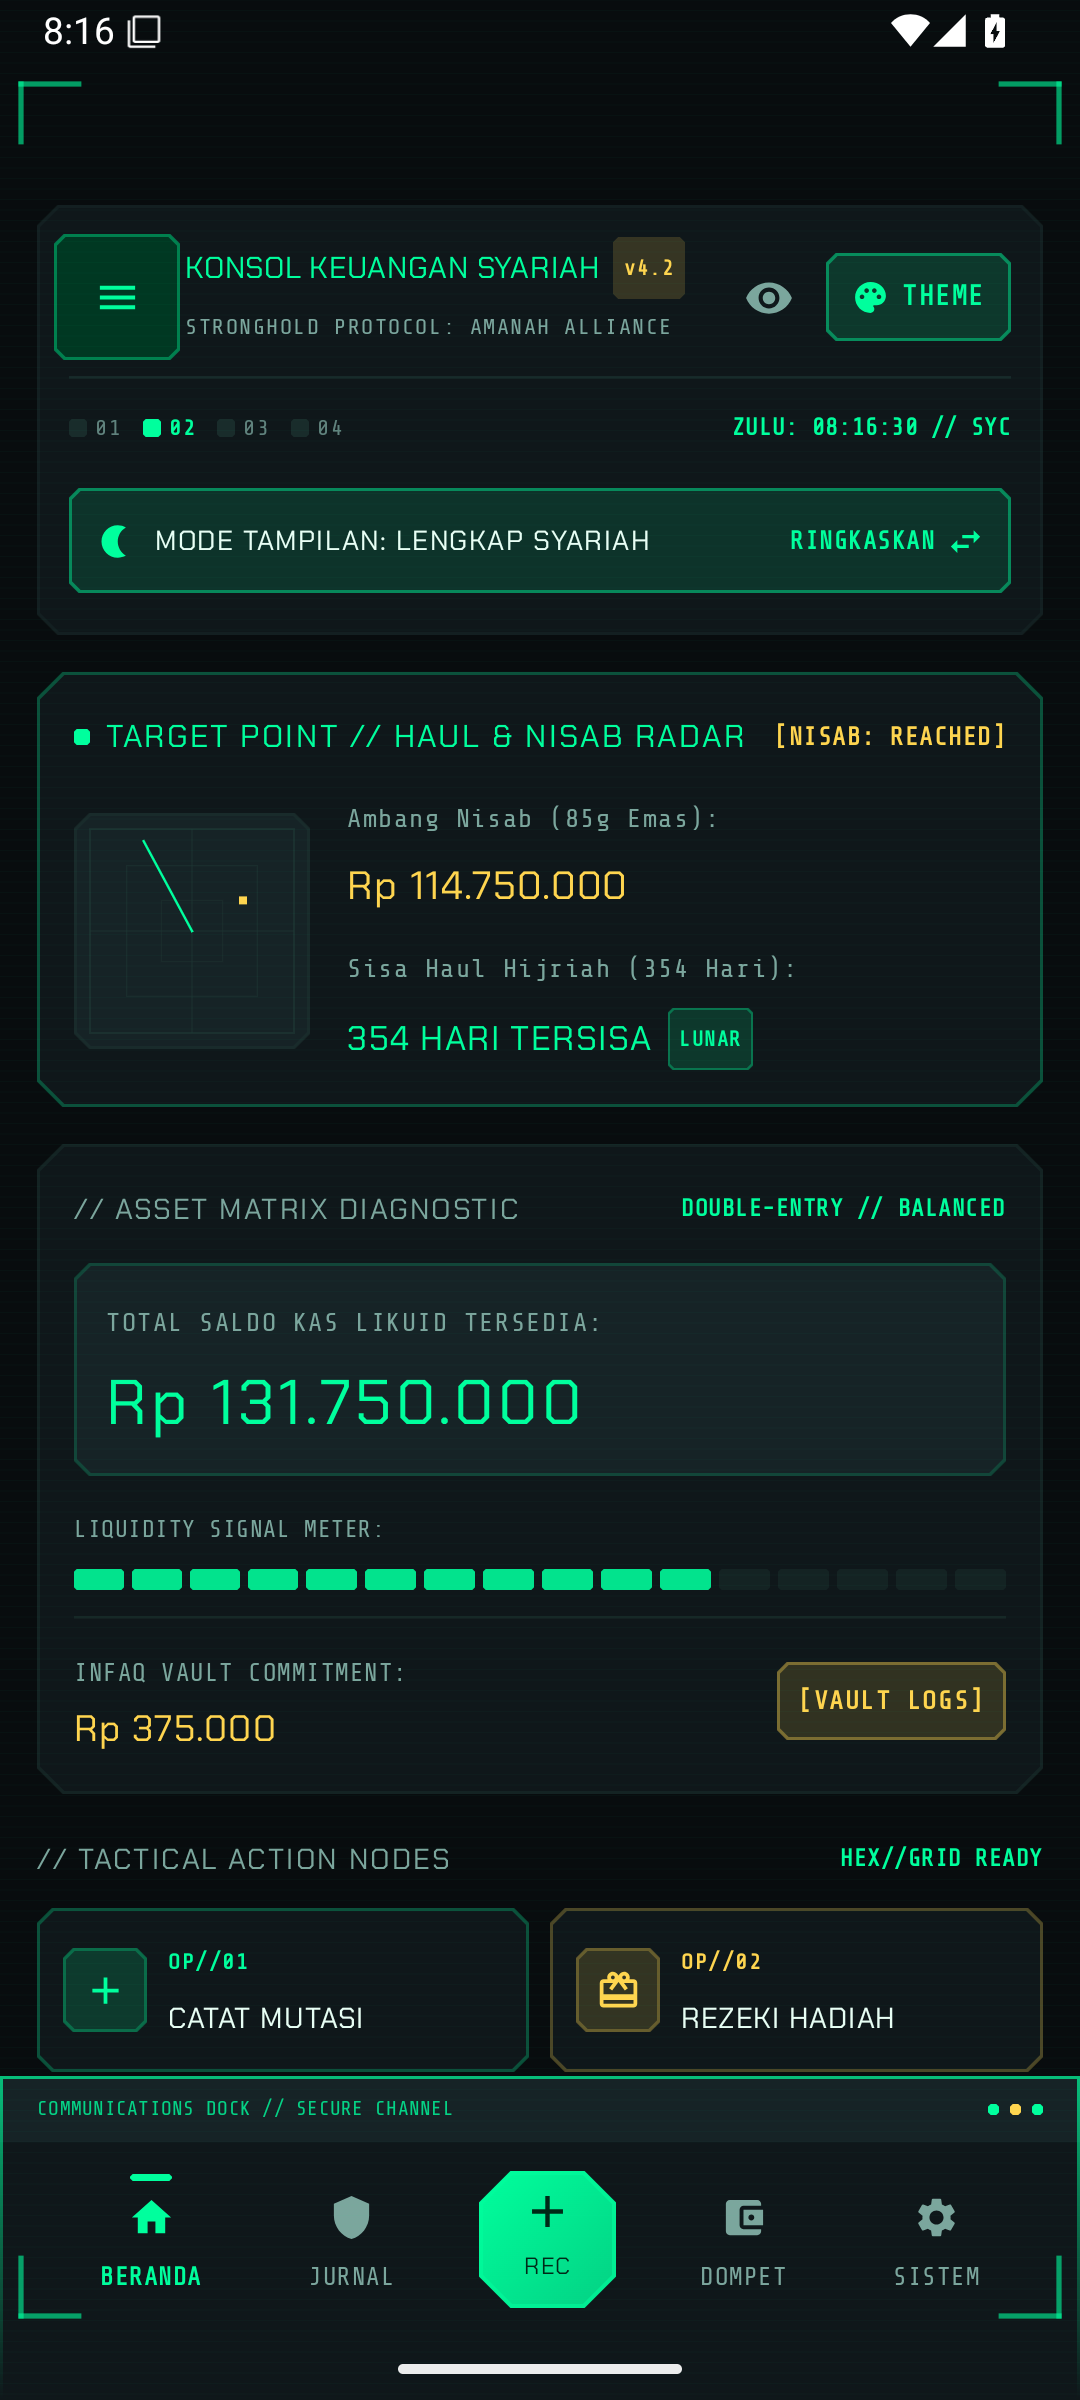 8:16
KONSOL KEUANGAN SYARIAH v4.2
STRONGHOLD PROTOCOL: AMANAH ALLIANCE
THEME
01 02 03 04
ZULU: 08:16:30 // SYC
MODE TAMPILAN: LENGKAP SYARIAH
RINGKASKAN
TARGET POINT // HAUL & NISAB RADAR
[NISAB: REACHED]
Ambang Nisab (85g Emas):
Rp 114.750.000
Sisa Haul Hijriah (354 Hari):
354 HARI TERSISA
LUNAR
// ASSET MATRIX DIAGNOSTIC
DOUBLE-ENTRY // BALANCED
TOTAL SALDO KAS LIKUID TERSEDIA:
Rp 131.750.000
LIQUIDITY SIGNAL METER:
INFAQ VAULT COMMITMENT:
Rp 375.000
[VAULT LOGS]
// TACTICAL ACTION NODES
HEX//GRID READY
OP//01
CATAT MUTASI
OP//02
REZEKI HADIAH
COMMUNICATIONS DOCK // SECURE CHANNEL
BERANDA
JURNAL
REC
DOMPET
SISTEM